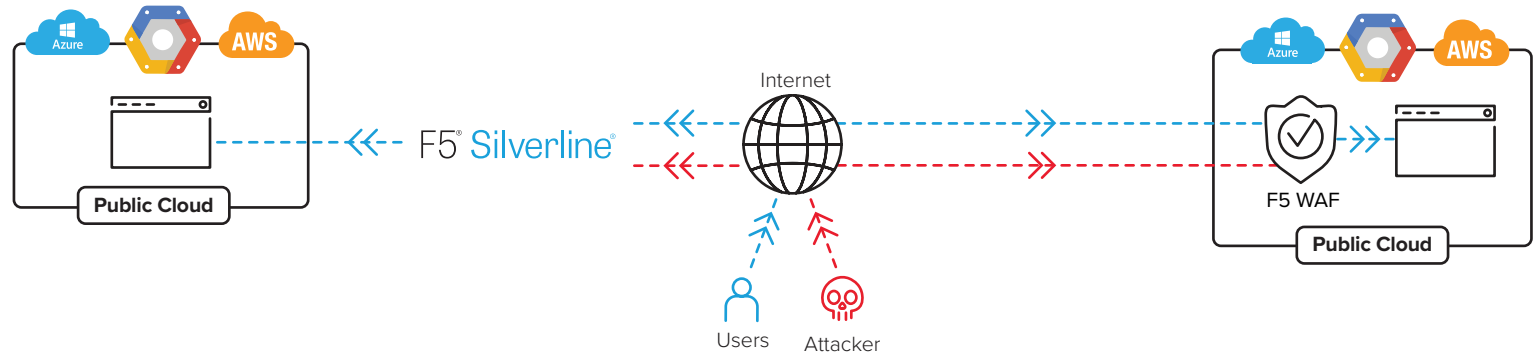 Azure
AWS
Public Cloud
F5® Silverline®
Internet
Users
Attacker
Azure
AWS
F5 WAF
Public Cloud